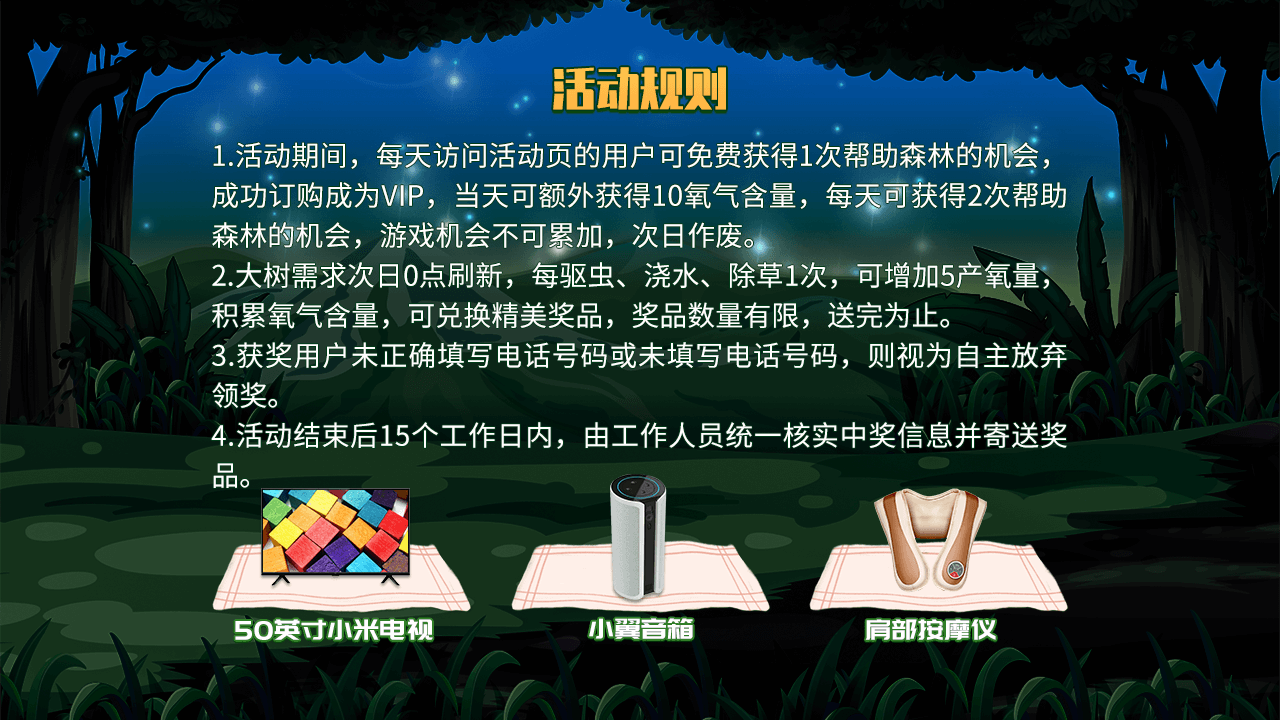 活动规则
1.活动期间，每天访问活动页的用户可免费获得1次帮助森林的机会，
成功订购成为VIP，当天可额外获得10氧气含量，每天可获得2次帮助
森林的机会，游戏机会不可累加，次日作废。
2.大树需求次日0点刷新，每驱虫、浇水、除草1次，可增加5产氧量，
积累氧气含量，可兑换精美奖品，奖品数量有限，送完为止。
3.获奖用户未正确填写电话号码或未填写电话号码，则视为自主放弃
领奖。
4.活动结束后15个工作日内，由工作人员统一核实中奖信息并寄送奖
品。
50英寸小米电视
小翼音箱
肩部按摩仪